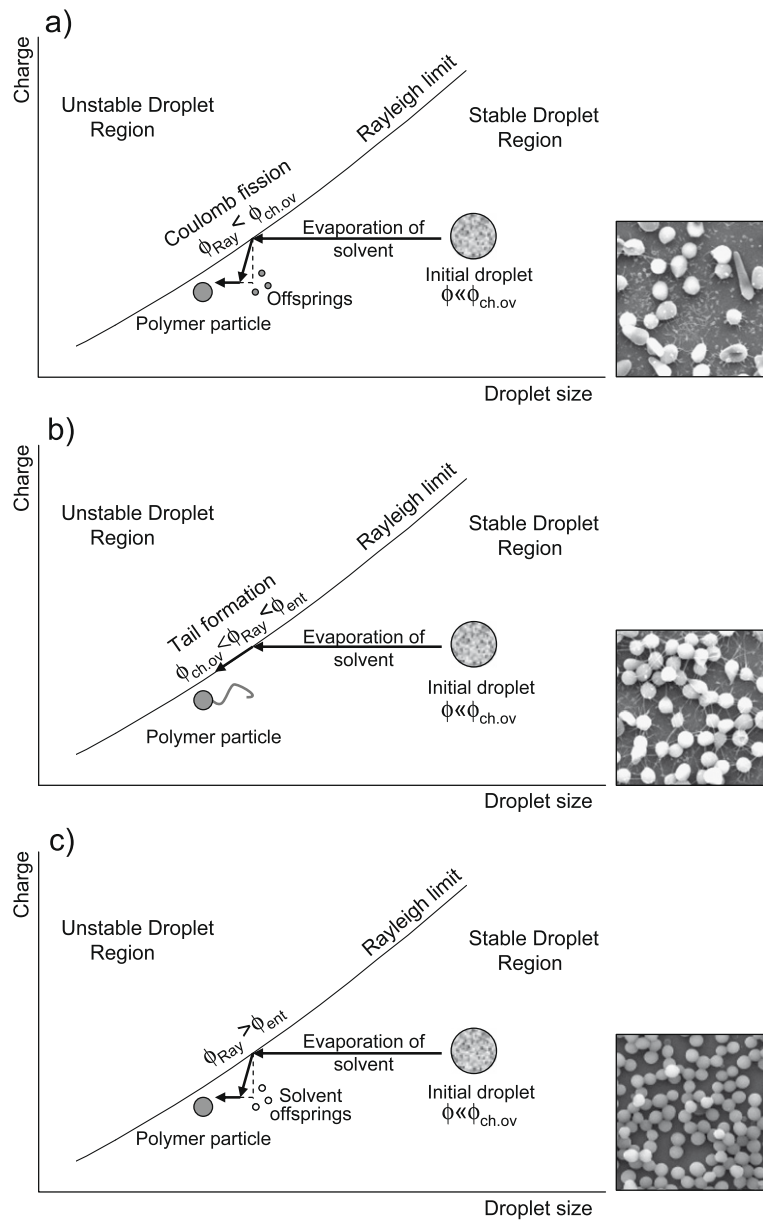 a)
Charge
Unstable Droplet
Region
Rayleigh limit
Stable Droplet
Region
Coulomb fission
ϕRay < ϕch.ov
Evaporation of
solvent
Initial droplet
ϕ≪ϕch.ov
Offsprings
Polymer particle
Droplet size
b)
Charge
Unstable Droplet
Region
Rayleigh limit
Stable Droplet
Region
Tail formation
ϕch.ov<ϕRay<ϕent
Evaporation of
solvent
Initial droplet
ϕ≪ϕch.ov
Polymer particle
Droplet size
c)
Charge
Unstable Droplet
Region
Rayleigh limit
Stable Droplet
Region
ϕRay >ϕent
Evaporation of
solvent
Initial droplet
ϕ≪ϕch.ov
Solvent
offsprings
Polymer particle
Droplet size